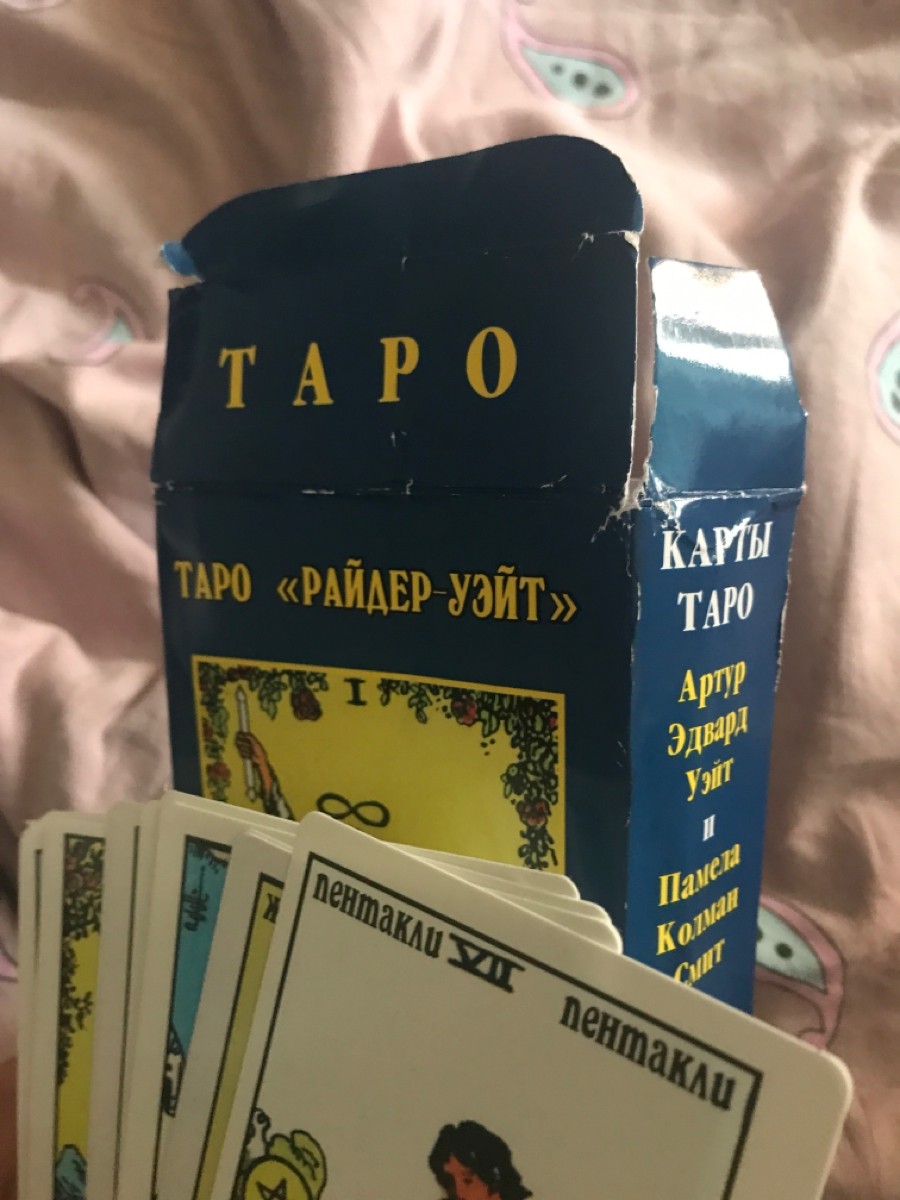 ТАРО
ТАРО «РАЙДЕР-УЭЙТ»
I
КАРТЫ
ТАРО
Артур
Эдвард
Уэйт
и
Памела
Колман
Смит
Ж
пентакли VII пентакли